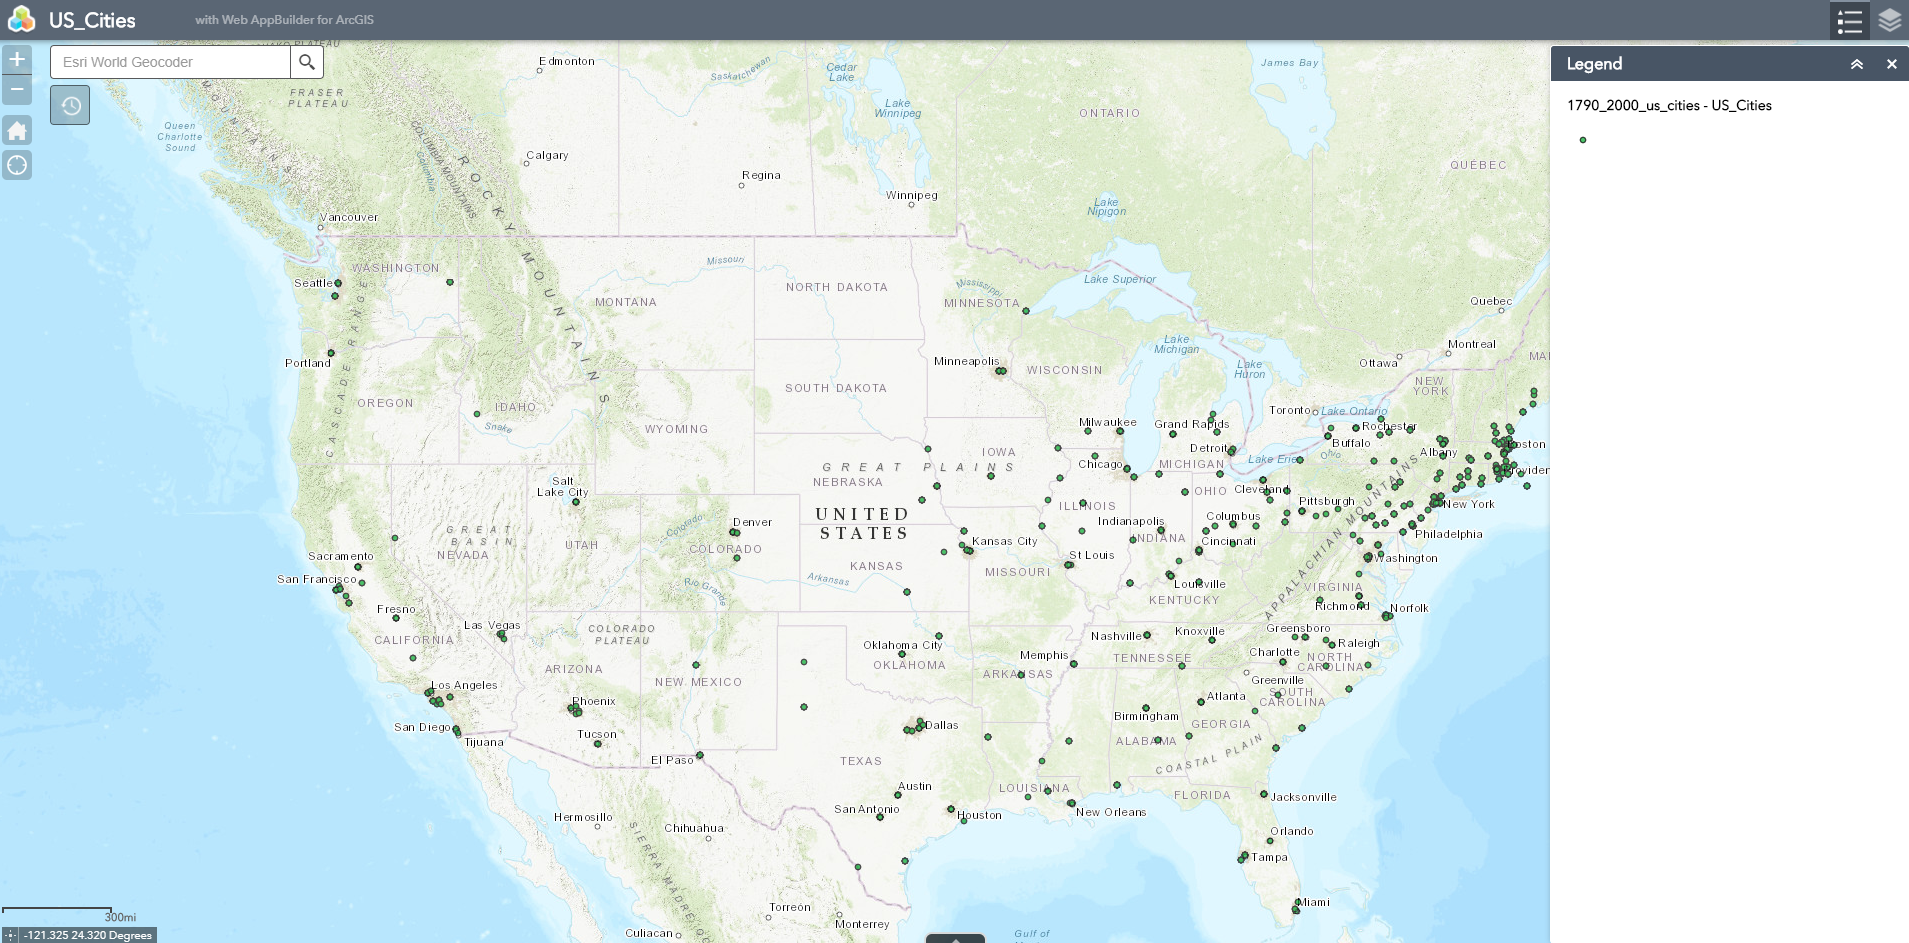 US_Cities
with Web AppBuilder for ArcGIS
Esri World Geocoder
Legend
1790_2000_us_cities - US_Cities
Edmonton
Cedar
Lake
James Bay
Saskatchewan
FRASER
PLATEAU
Lake
Winnipeg
ONTARIO
Queen
Charlotte
Sound
COLUMBIA MOUNTAINS
Columbia
Calgary
QUÉBEC
ROCKY MOUNTAINS
Regina
Winnipeg
Lake
Nipigon
Vancouver
Missouri
WASHINGTON
Seattle
NORTH DAKOTA
Mississippi
Lake Superior
MONTANA
MINNESOTA
Quebec
Portland
Lake
Michigan
Montreal
Minneapolis
WISCONSIN
Ottawa
Lake
Huron
MA
SOUTH DAKOTA
NEW
YORK
CASCADE RANGE
OREGON
IDAHO
Toronto
Lake Ontario
Snake
WYOMING
Milwaukee
Grand Rapids
Rochester
Buffalo
Boston
IOWA
Detroit
Albany
GREAT PLAINS
Chicago
MICHIGAN
Lake Erie
Ohio
Providen
Salt
Lake City
NEBRASKA
OHIO
Cleveland
UNITED
STATES
ILLINOIS
Pittsburgh
New York
Denver
Colorado
Indianapolis
Columbus
GREAT
BASIN
UTAH
COLORADO
Kansas City
INDIANA
Cincinnati
Philadelphia
Sacramento
NEVADA
St Louis
Washington
KANSAS
MISSOURI
San Francisco
Arkansas
Rio Grande
Louisville
VIRGINIA
APPALACHIAN MOUNTAINS
KENTUCKY
Richmond
Norfolk
Fresno
Las Vegas
COLORADO
PLATEAU
CALIFORNIA
Nashville
Knoxville
Greensboro
Raleigh
Oklahoma City
Memphis
TENNESSEE
Charlotte
NORTH
CAROLINA
OKLAHOMA
ARIZONA
NEW MEXICO
ARKANSAS
Greenville
Los Angeles
SOUTH
CAROLINA
Phoenix
Atlanta
Birmingham
GEORGIA
San Diego
Dallas
Tijuana
Tucson
ALABAMA
COASTAL PLAIN
El Paso
TEXAS
Austin
LOUISIANA
FLORIDA
Jacksonville
San Antonio
Houston
New Orleans
Hermosillo
Chihuahua
Orlando
SIERRA MADRE
Tampa
Torreón
Miami
Monterrey
Culiacan
Gulf of
300mi
-121.325 24.320 Degrees